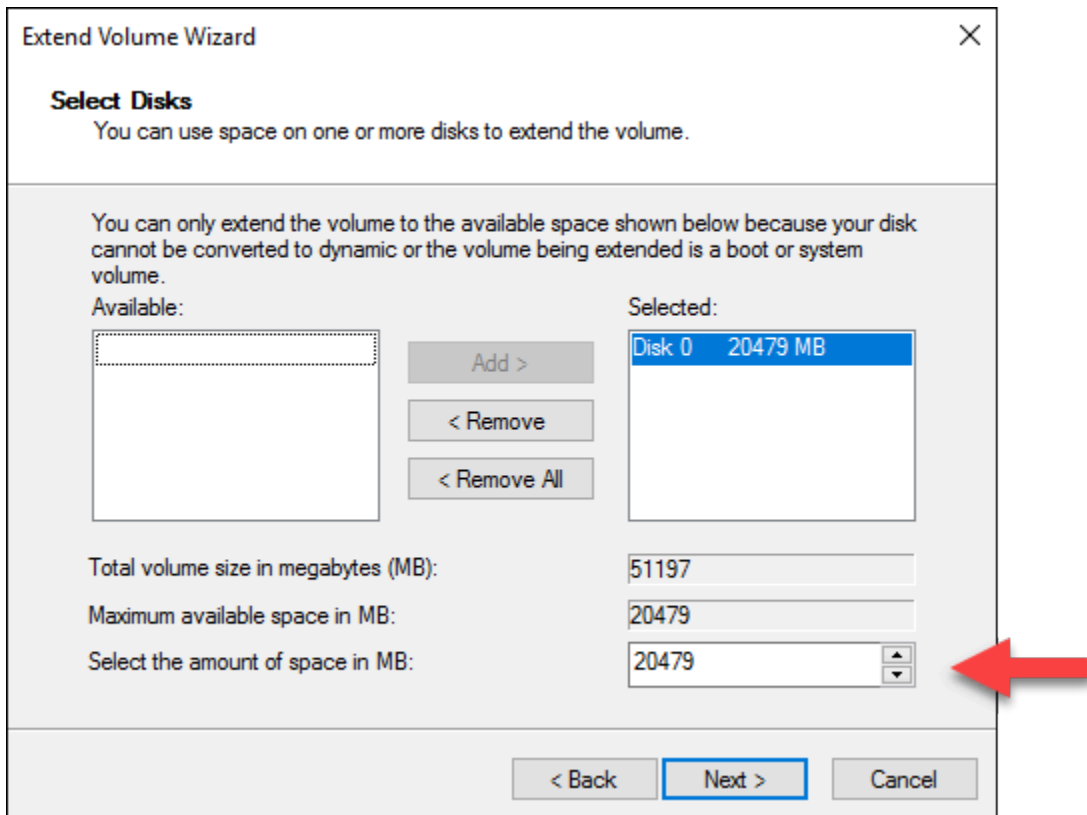 Extend Volume Wizard
Select Disks
You can use space on one or more disks to extend the volume.
You can only extend the volume to the available space shown below because your disk
cannot be converted to dynamic or the volume being extended is a boot or system
volume.
Available:
Selected:
Disk 0 20479 MB
Add >
< Remove
< Remove All
Total volume size in megabytes (MB): 51197
Maximum available space in MB: 20479
Select the amount of space in MB: 20479
< Back Next > Cancel